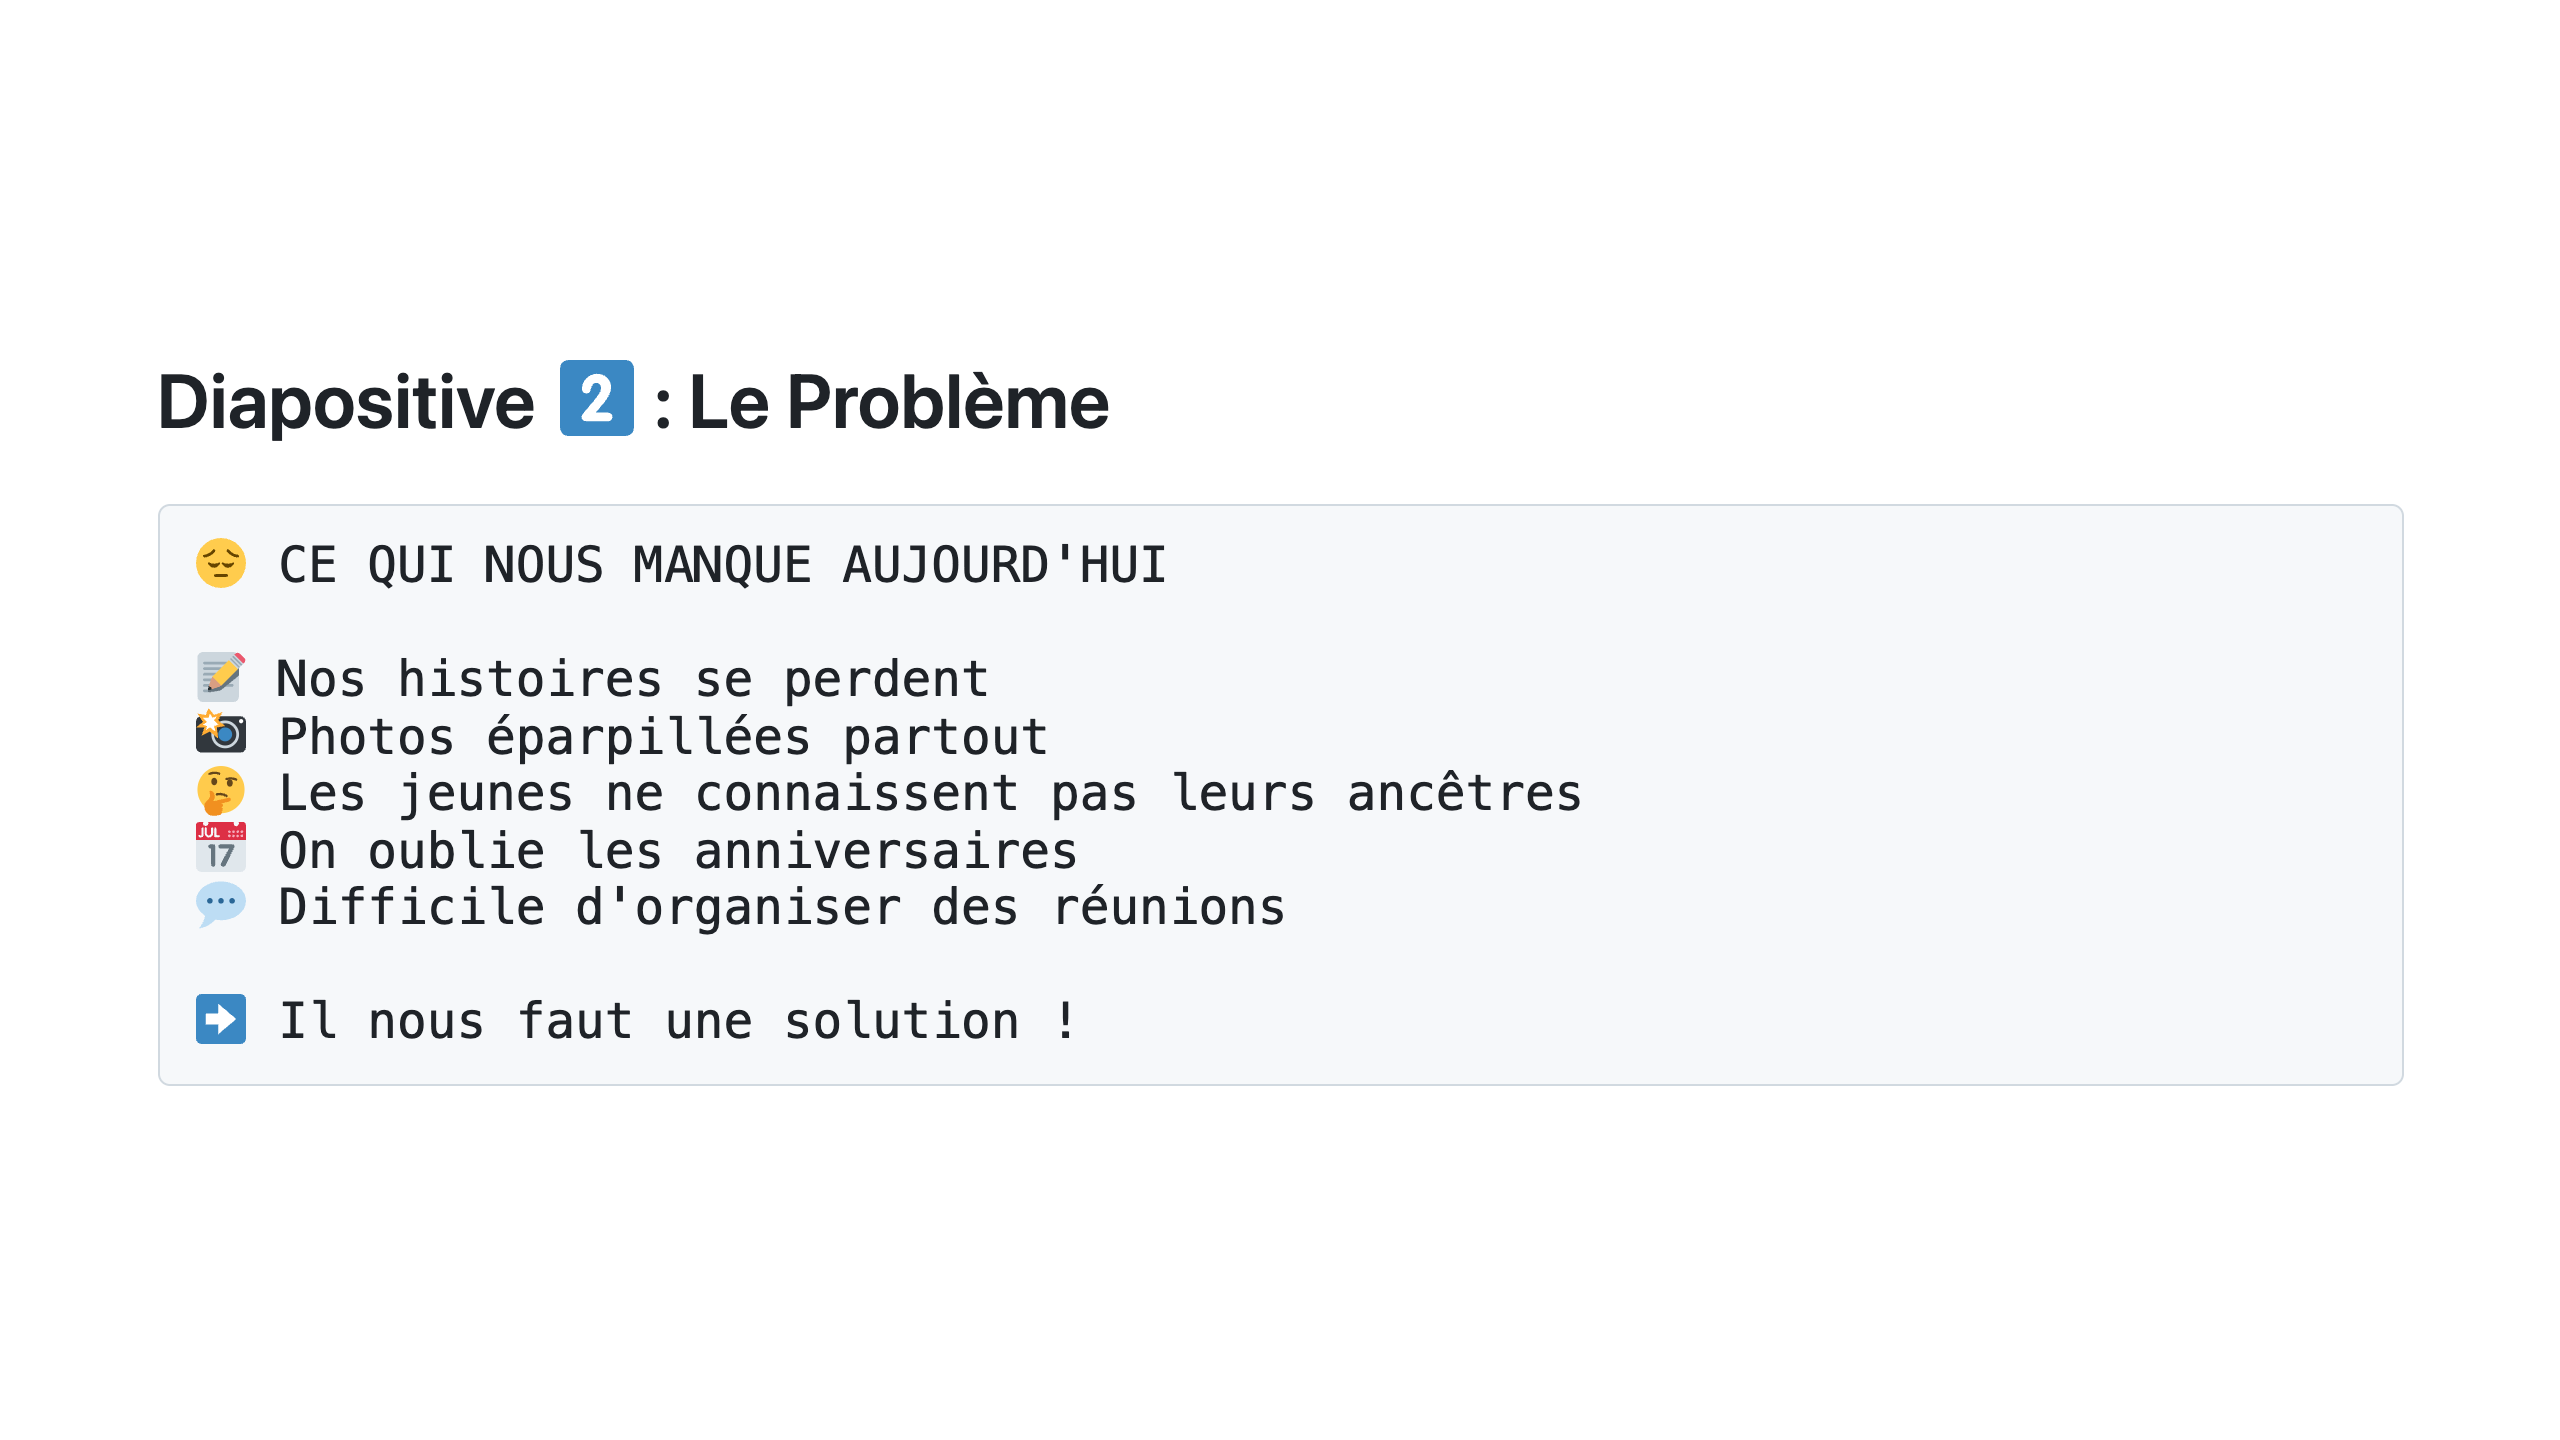 Diapositive 2️⃣ : Le Problème
😔 CE QUI NOUS MANQUE AUJOURD'HUI
📝 Nos histoires se perdent
📸 Photos éparpillées partout
🤔 Les jeunes ne connaissent pas leurs ancêtres
📅 On oublie les anniversaires
💬 Difficile d'organiser des réunions
➡️ Il nous faut une solution !